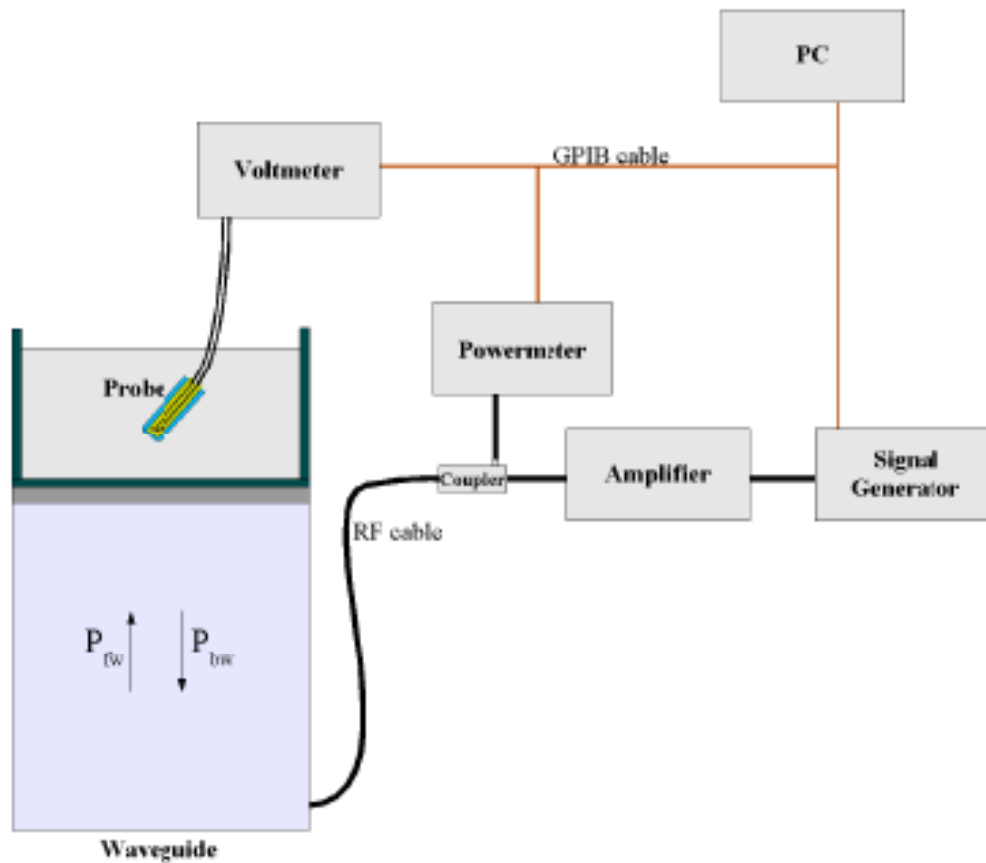 PC
Voltmeter
GPIB cable
Powermeter
Probe
Coupler
Amplifier
Signal
Generator
RF cable
P fw
P bw
Waveguide